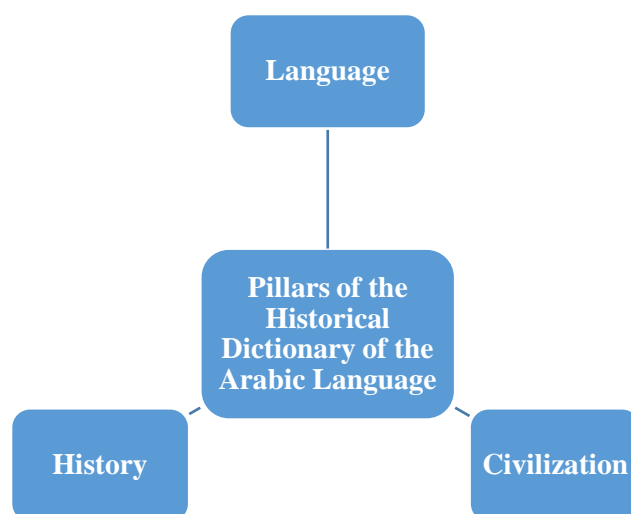 Language
Pillars of the
Historical
Dictionary of the
Arabic Language
History
Civilization